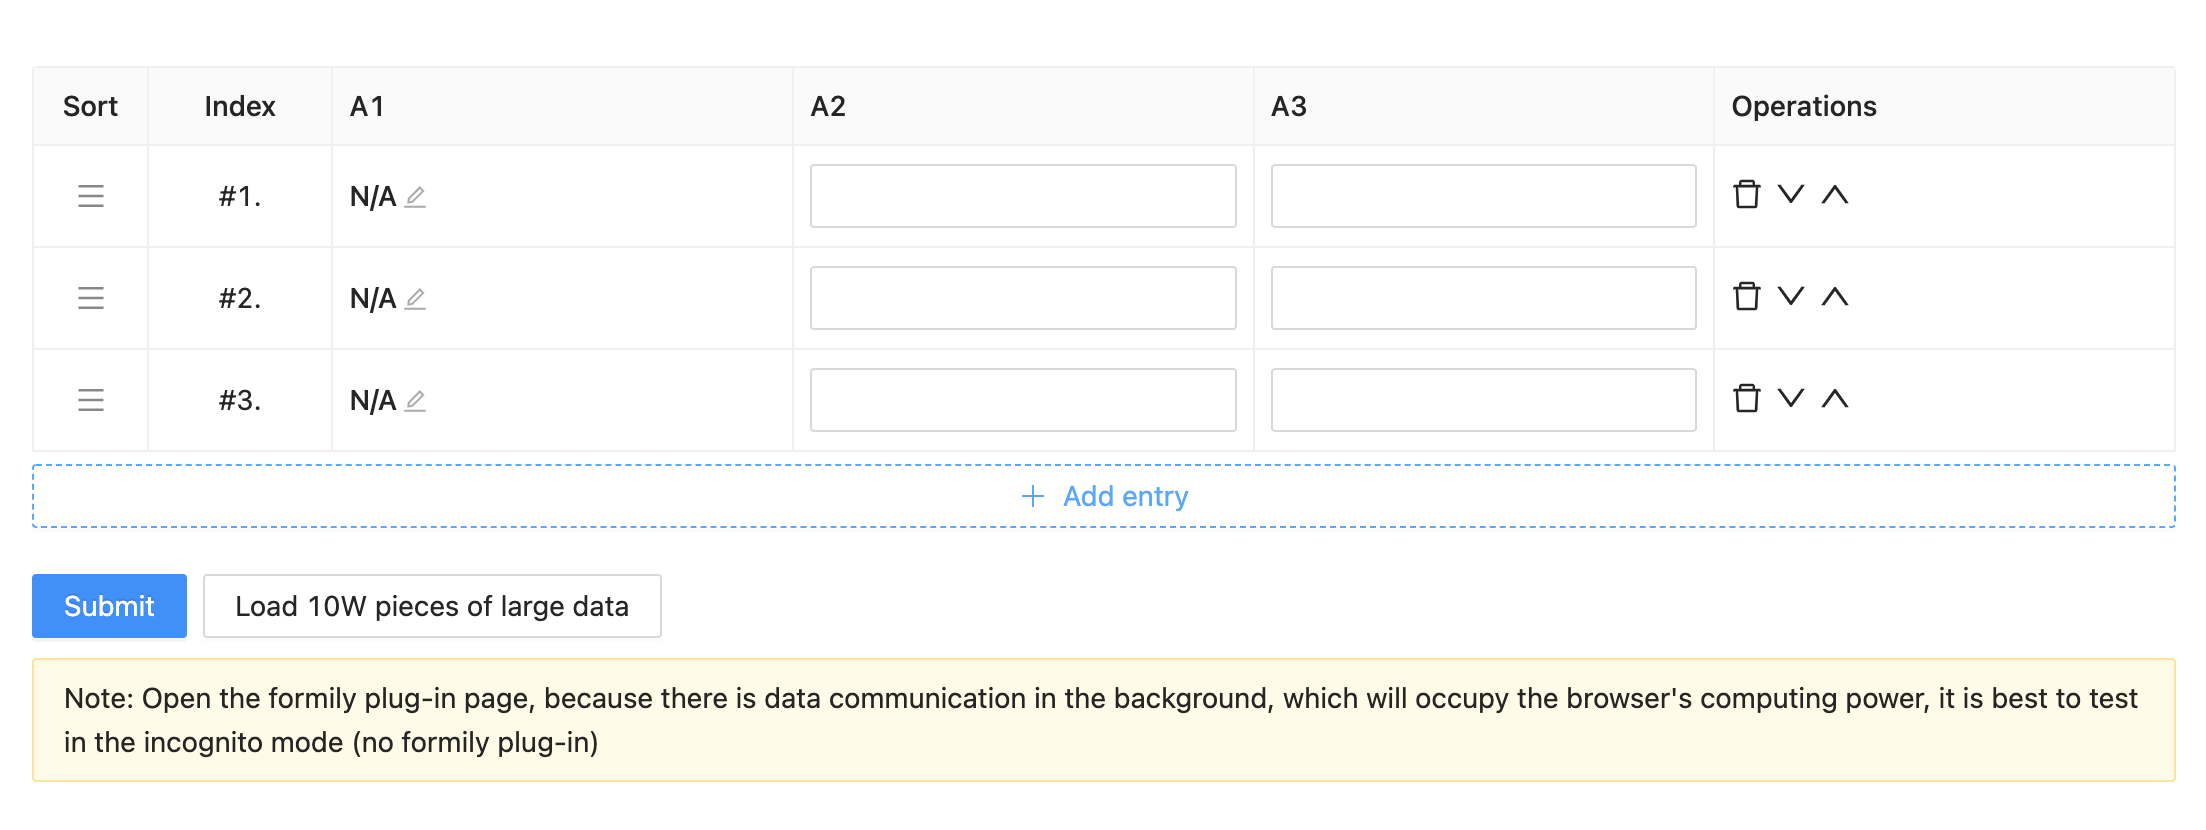 Sort Index A1 A2 A3 Operations
#1. N/A
#2. N/A
#3. N/A
Add entry
Submit Load 10W pieces of large data
Note: Open the formily plug-in page, because there is data communication in the background, which will occupy the browser's computing power, it is best to test
in the incognito mode (no formily plug-in)